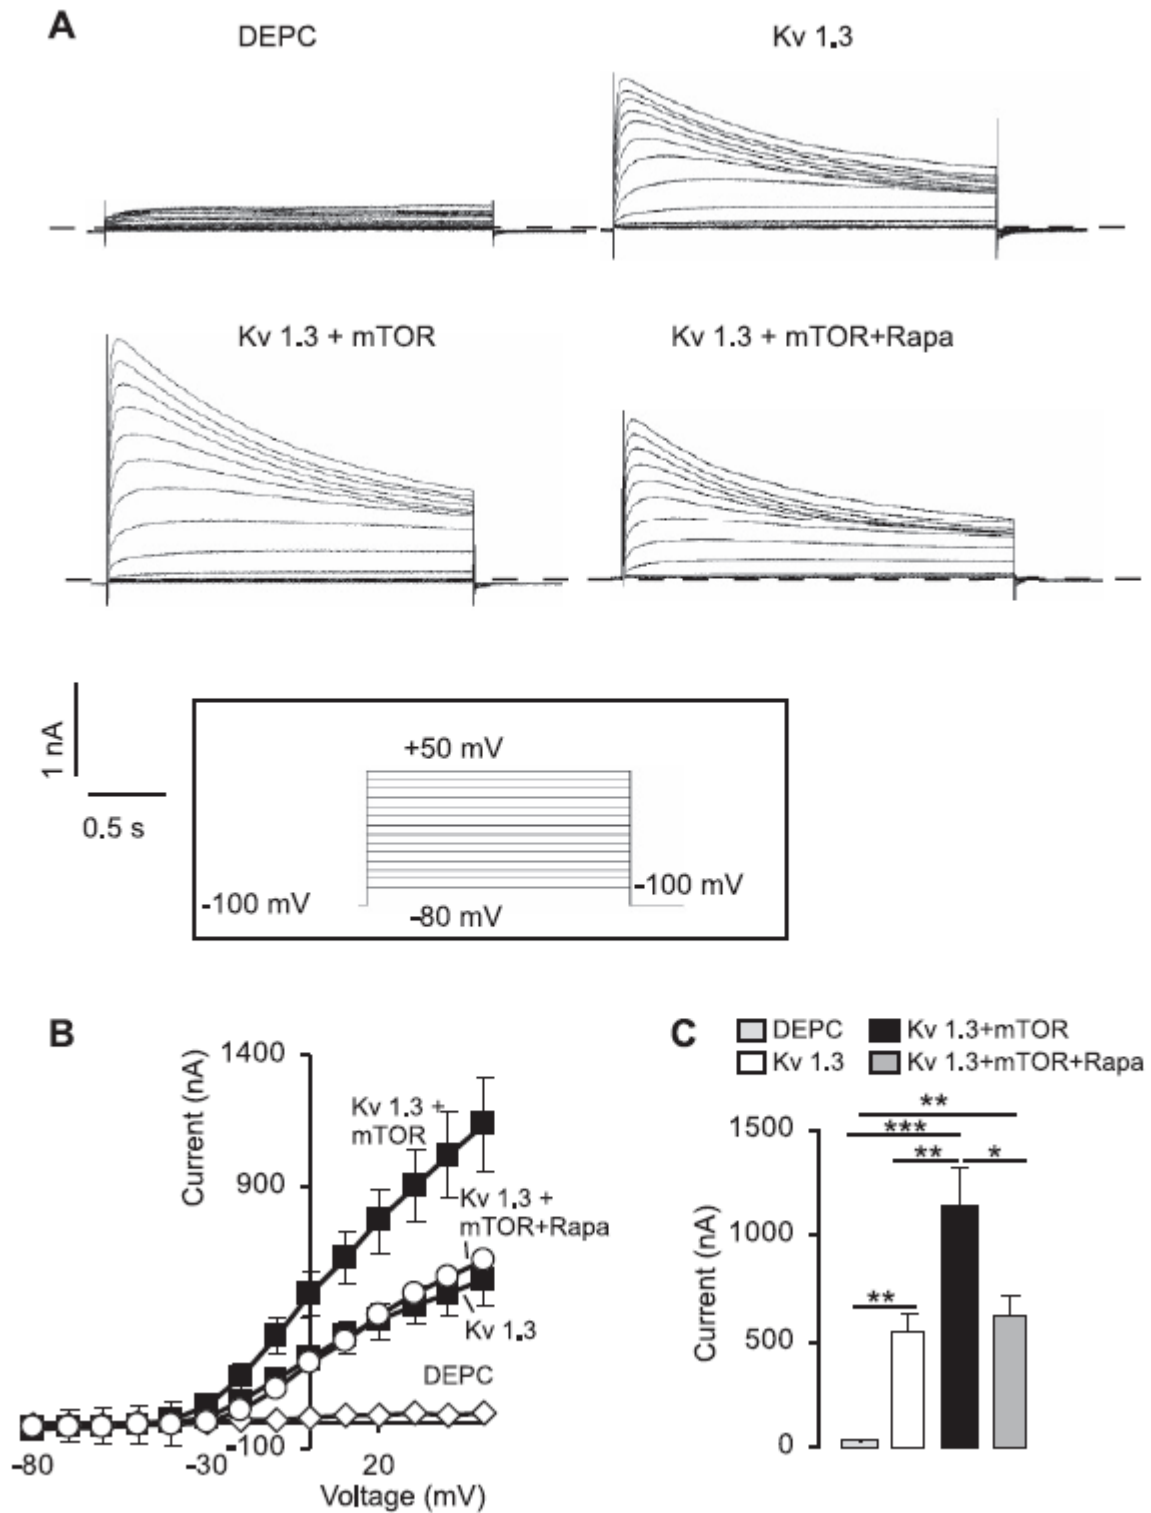 A
DEPC
Kv 1.3
Kv 1.3 + mTOR
Kv 1.3 + mTOR+Rapa
1 nA
0.5 s
+50 mV
-100 mV
-100 mV
-80 mV
B
Current (nA)
1400
900
-100
Kv 1.3 +
mTOR
Kv 1.3 +
mTOR+Rapa
Kv 1.3
DEPC
-80
-30
20
Voltage (mV)
C
DEPC
Kv 1.3+mTOR
Kv 1.3
Kv 1.3+mTOR+Rapa
**
***
**
*
**
Current (nA)
1500
1000
500
0